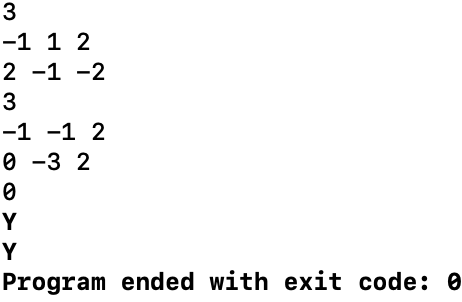 3
-1 1 2
2 -1 -2
3
-1 -1 2
0 -3 2
0
Y
Y
Program ended with exit code: 0